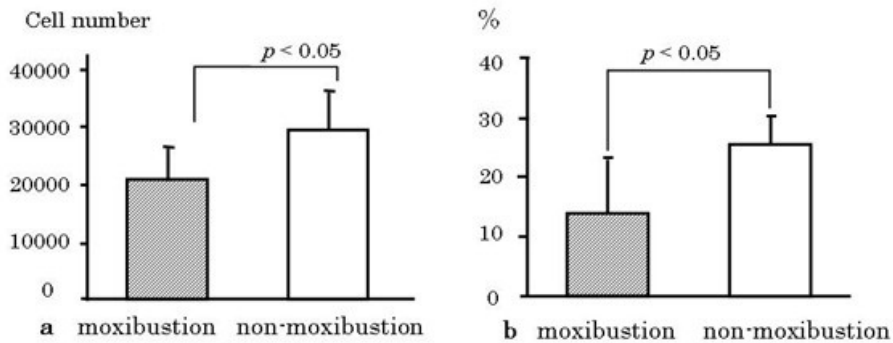 Cell number
p < 0.05
40000
30000
20000
10000
0
a moxibustion non-moxibustion
%
p < 0.05
40
30
20
10
0
b moxibustion non-moxibustion